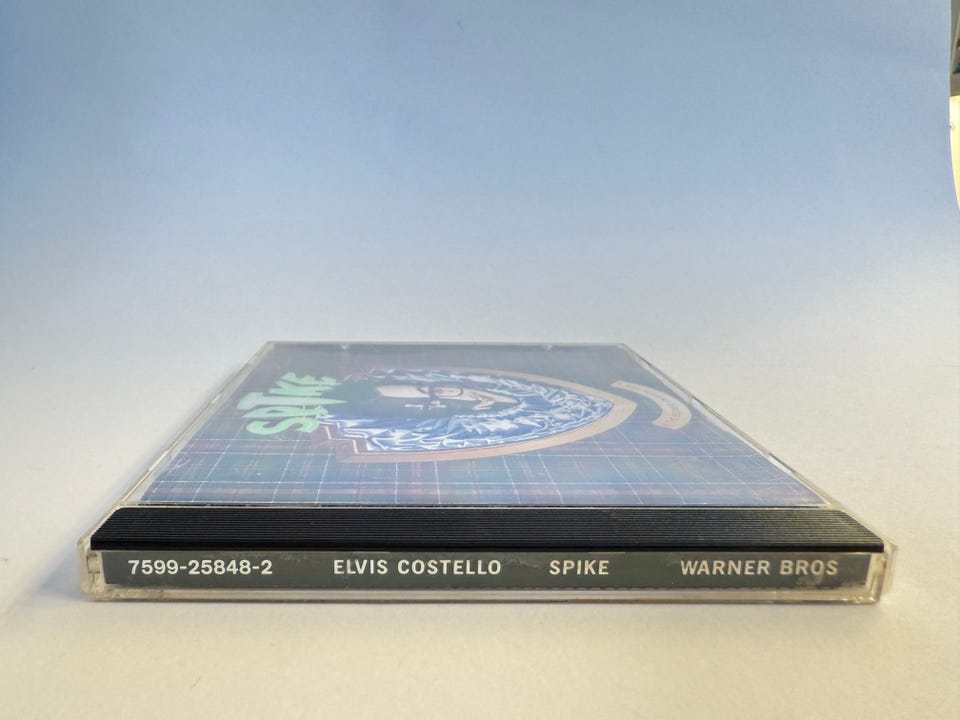 SPIKE
7599-25848-2 ELVIS COSTELLO SPIKE WARNER BROS